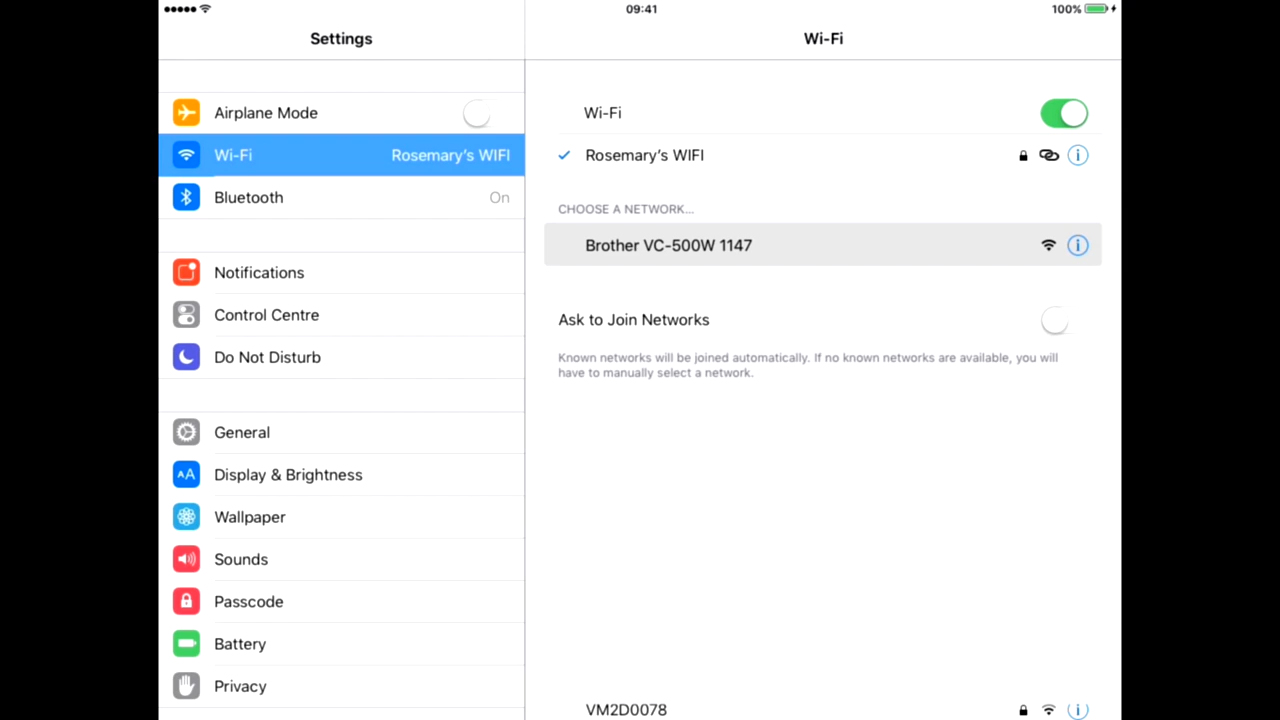 09:41
100%
Settings
Wi-Fi
Airplane Mode
Wi-Fi
Rosemary's WIFI
Bluetooth
On
Notifications
Control Centre
Do Not Disturb
General
AA
Display & Brightness
Wallpaper
Sounds
Passcode
Battery
Privacy
Wi-Fi
Rosemary's WIFI
CHOOSE A NETWORK...
Brother VC-500W 1147
Ask to Join Networks
Known networks will be joined automatically. If no known networks are available, you will
have to manually select a network.
VM2D0078